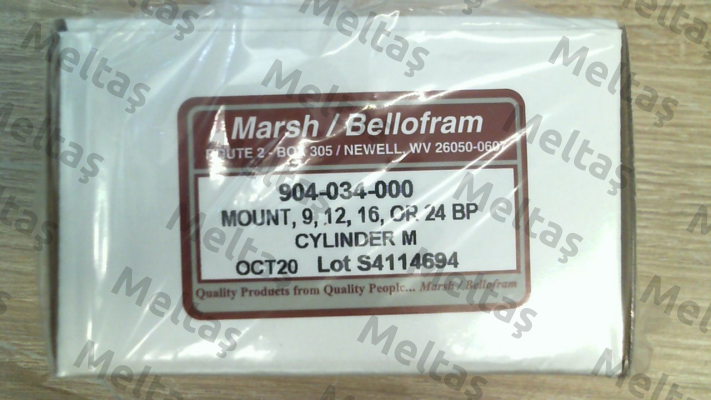 Marsh / Bellofram
ROUTE 2 - BOX 305 / NEWELL, WV 26050-0607
904-034-000
MOUNT, 9, 12, 16, OR 24 BP
CYLINDER M
OCT20 Lot S4114694
Quality Products from Quality People... Marsh / Bellofram
Meltaş